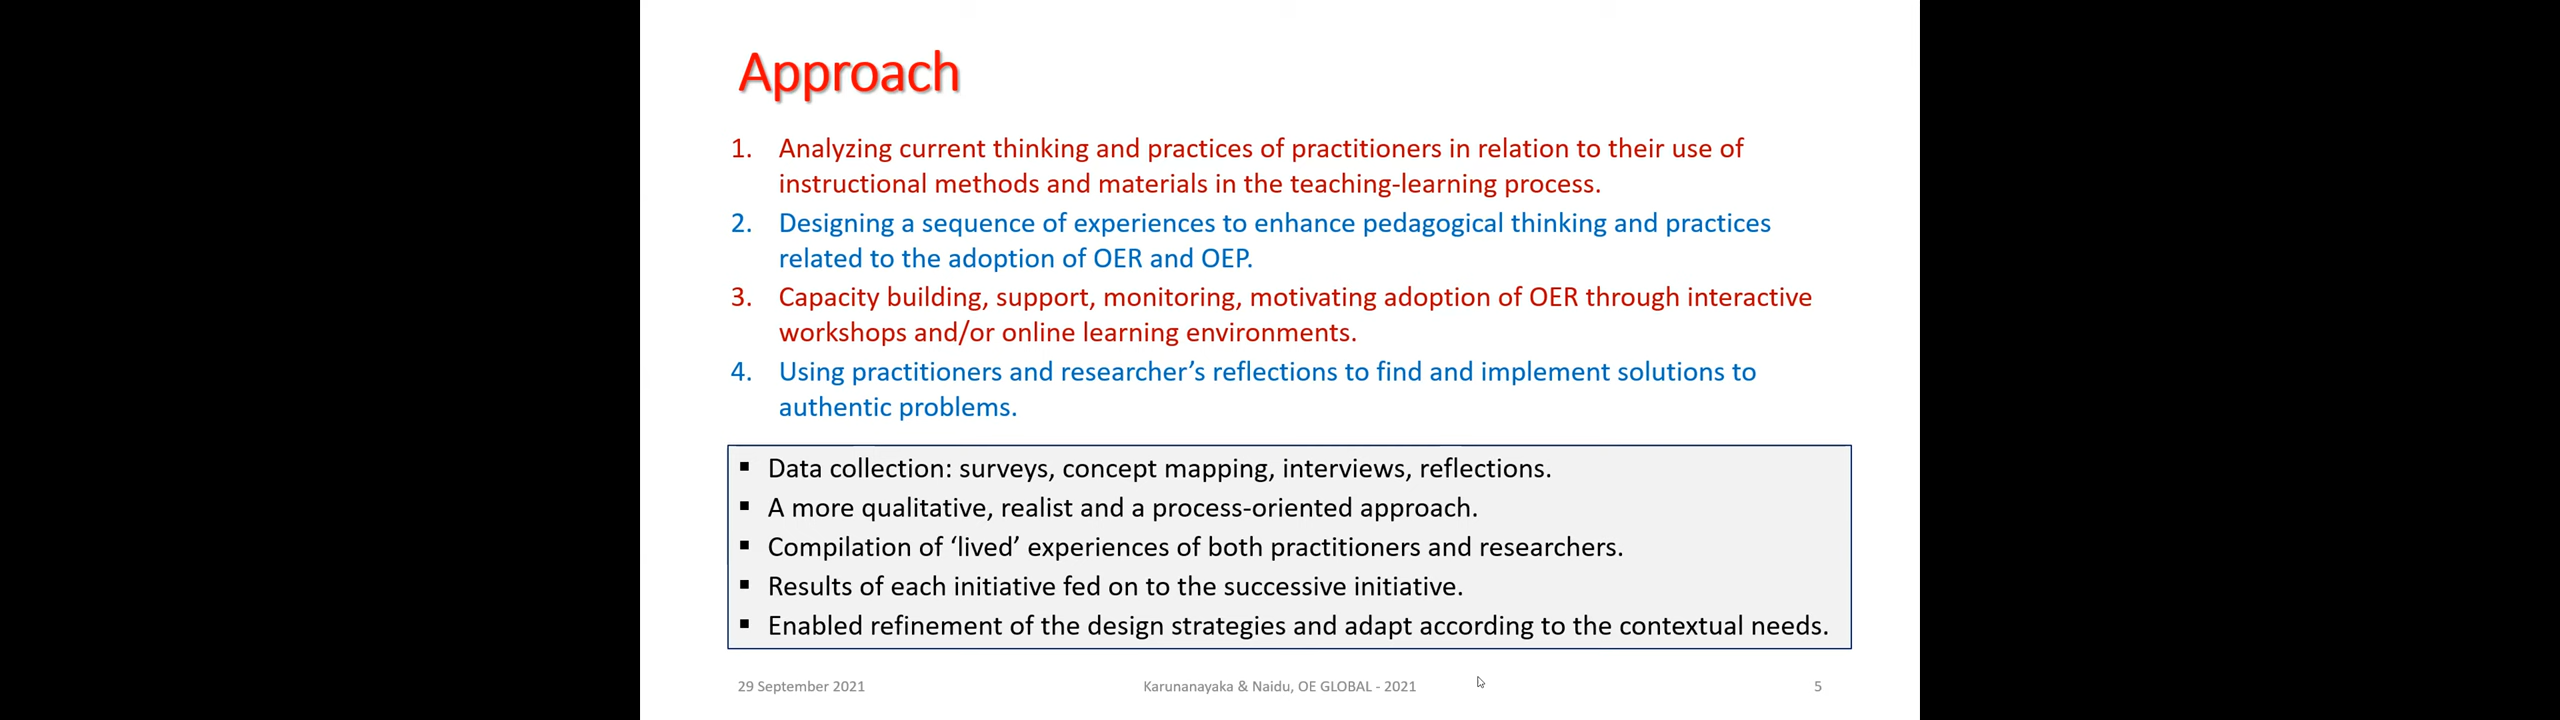 Approach
1. Analyzing current thinking and practices of practitioners in relation to their use of
instructional methods and materials in the teaching-learning process.
2. Designing a sequence of experiences to enhance pedagogical thinking and practices
related to the adoption of OER and OEP.
3. Capacity building, support, monitoring, motivating adoption of OER through interactive
workshops and/or online learning environments.
4. Using practitioners and researcher’s reflections to find and implement solutions to
authentic problems.
▪ Data collection: surveys, concept mapping, interviews, reflections.
▪ A more qualitative, realist and a process-oriented approach.
▪ Compilation of ‘lived’ experiences of both practitioners and researchers.
▪ Results of each initiative fed on to the successive initiative.
▪ Enabled refinement of the design strategies and adapt according to the contextual needs.
29 September 2021 Karunanayaka & Naidu, OE GLOBAL - 2021 5